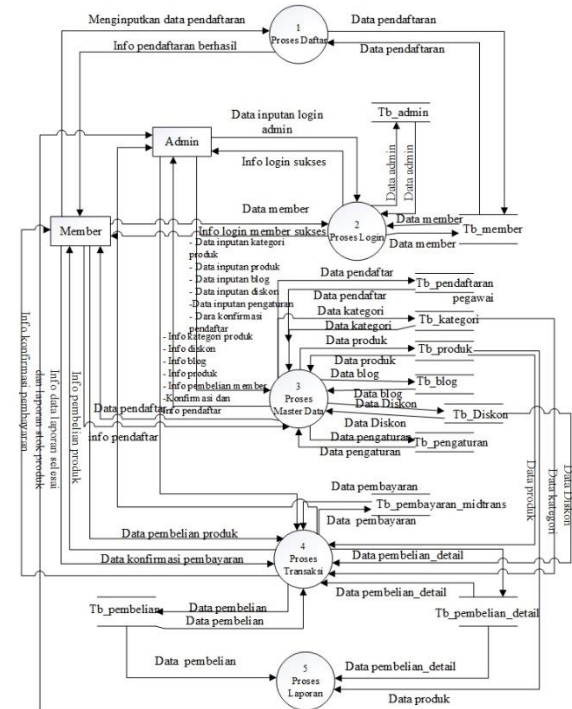 Menginputkan data pendaftaran
Data pendaftaran
Info pendaftaran berhasil
1
Proses Daftar
Data pendaftaran
Admin
Data inputan login
admin
Info login sukses
Tb_admin
Data admin
Data admin
Member
Data member
Info login member sukses
2
Proses Login
Data member
Data member
Tb_member
- Data inputan kategori
produk
- Data inputan produk
- Data inputan blog
- Data inputan diskon
-Data inputan pengaturan
- Dara konfirmasi
pendaftar
- Info kategori produk
- Info diskon
- Info blog
- Info produk
- Info pembelian member
-Konfirmasi dan
Info pendaftar
Data pendaftar
info pendaftar
3
Proses
Master Data
Data pendaftar
Data pendaftar
Tb_pendaftaran
pegawai
Data kategori
Data kategori
Tb_kategori
Data produk
Data produk
Tb_produk
Data blog
Data blog
Tb_blog
Data Diskon
Data Diskon
Tb_Diskon
Data pengaturan
Data pengaturan
Tb_pengaturan
Info konfirmasi pembayaran
dan laporan stok produk
Info data laporan selesai
Info pembelian produk
Data produk
Data kategori
Data Diskon
Data pembayaran
Tb_pembayaran_midtrans
Data pembayaran
Data pembelian produk
Data konfirmasi pembayaran
4
Proses
Transaksi
Data pembelian_detail
Data pembelian_detail
Tb_pembelian_detail
Tb_pembelian
Data pembelian
Data pembelian
Data pembelian
5
Proses
Laporan
Data pembelian_detail
Data produk